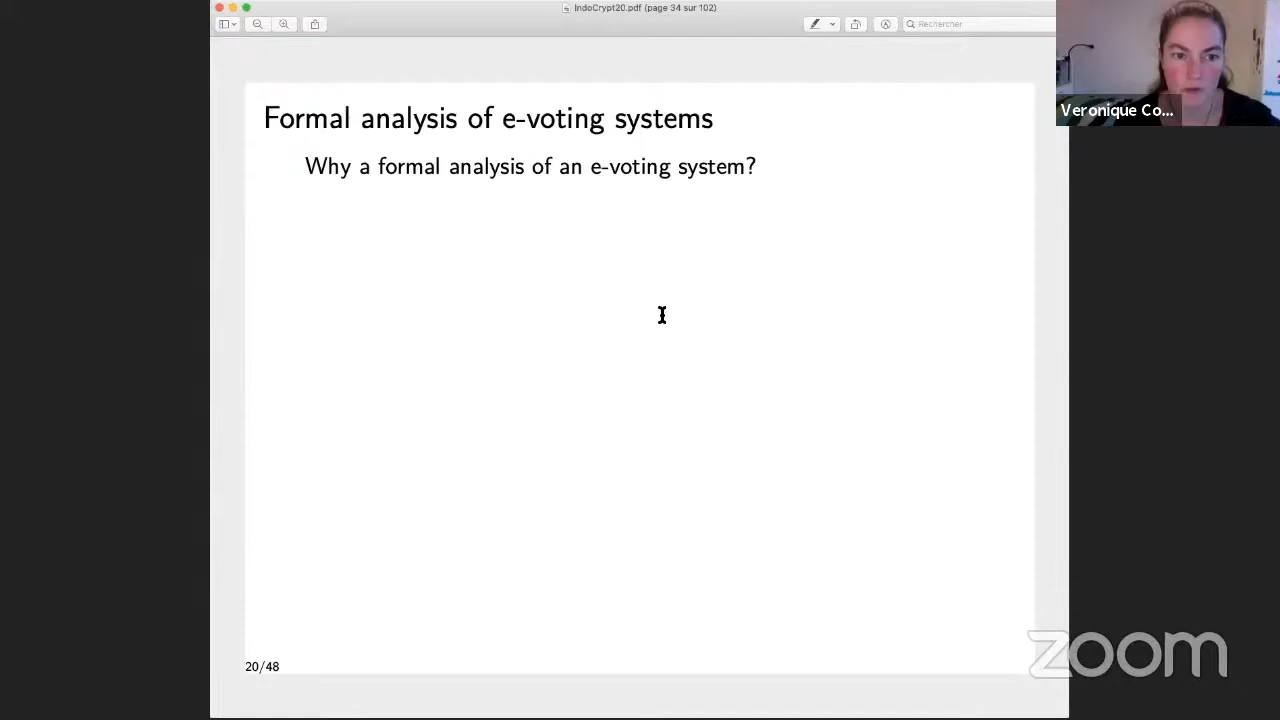 IndoCrypt20.pdf (page 34 sur 102)
Rechercher
Veronique Co...
Formal analysis of e-voting systems
Why a formal analysis of an e-voting system?
20/48
zoom